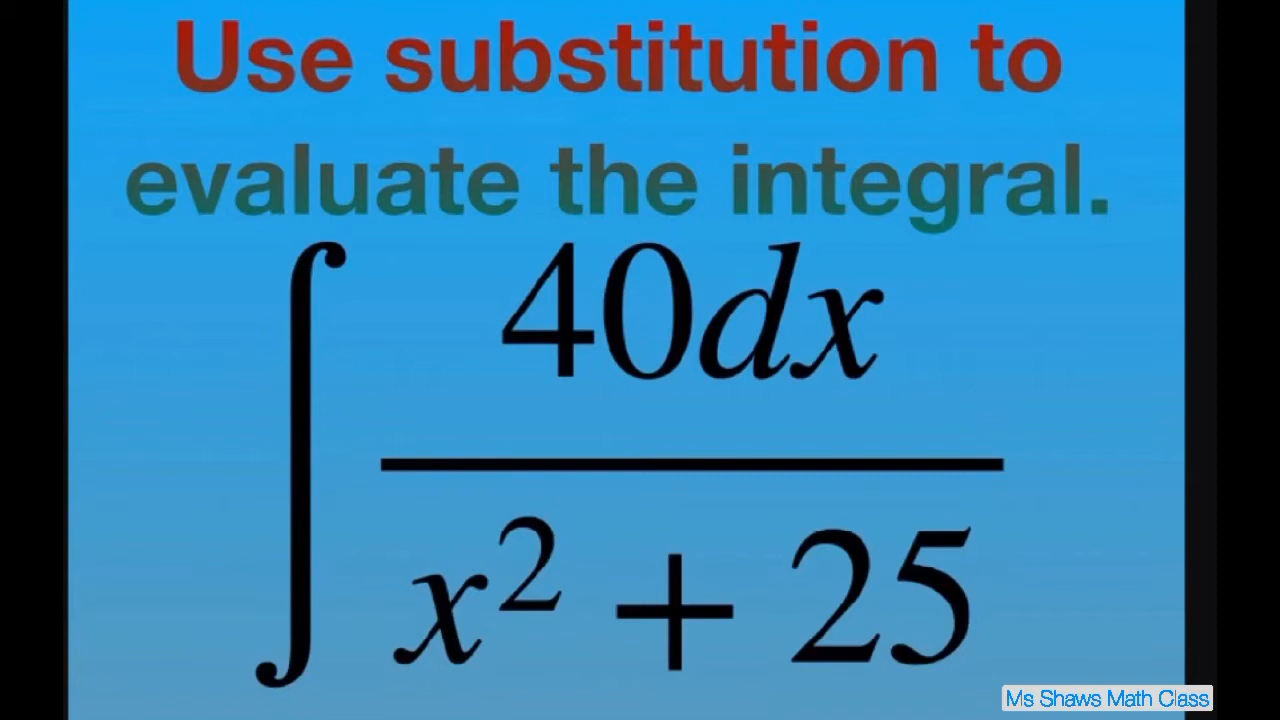 Use substitution to
evaluate the integral.
∫ 40dx
x² + 25
Ms Shaws Math Class